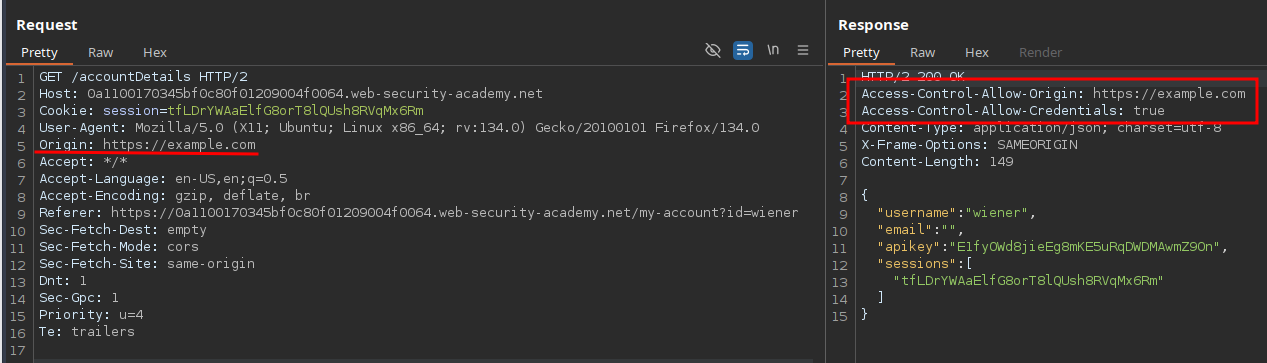 Request
Pretty Raw Hex \n
1 GET /accountDetails HTTP/2
2 Host: 0a1100170345bf0c80f01209004f0064.web-security-academy.net
3 Cookie: session=tfLDrYWAaElfG8orT8lQUsh8RVqMx6Rm
4 User-Agent: Mozilla/5.0 (X11; Ubuntu; Linux x86_64; rv:134.0) Gecko/20100101 Firefox/134.0
5 Origin: https://example.com
6 Accept: */*
7 Accept-Language: en-US,en;q=0.5
8 Accept-Encoding: gzip, deflate, br
9 Referer: https://0a1100170345bf0c80f01209004f0064.web-security-academy.net/my-account?id=wiener
10 Sec-Fetch-Dest: empty
11 Sec-Fetch-Mode: cors
12 Sec-Fetch-Site: same-origin
13 Dnt: 1
14 Sec-Gpc: 1
15 Priority: u=4
16 Te: trailers
17
Response
Pretty Raw Hex Render
1 HTTP/2 200 OK
2 Access-Control-Allow-Origin: https://example.com
3 Access-Control-Allow-Credentials: true
4 Content-Type: application/json; charset=utf-8
5 X-Frame-Options: SAMEORIGIN
6 Content-Length: 149
7
8 {
9 "username":"wiener",
10 "email":"",
11 "apikey":"E1fyOWd8jieEg8mKE5uRqDWDMAwmZ9On",
12 "sessions":[
13 "tfLDrYWAaElfG8orT8lQUsh8RVqMx6Rm"
14 ]
15 }